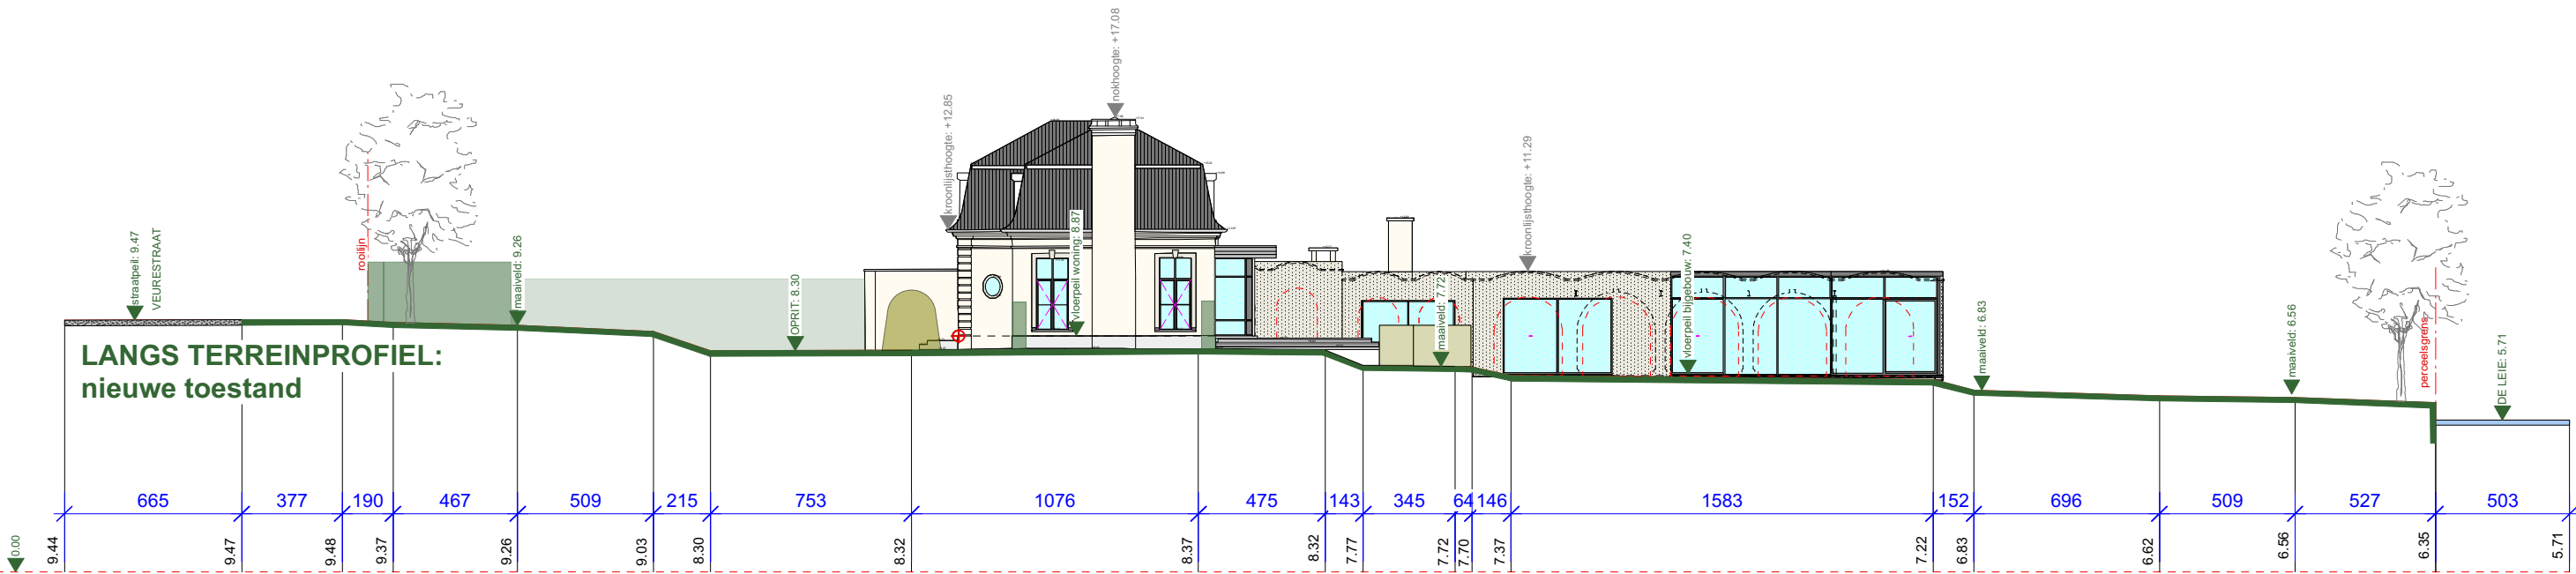 nokhoogte: +17.08
kroonlijsthoogte: +12.85
kroonlijsthoogte: +11.29
straatpeil: 9.47
VEURESTRAAT
rooilijn
maaiveld: 9.26
OPRIT: 8.30
vloerpeil woning: 8.87
maaiveld: 7.72
vloerpeil bijgebouw: 7.40
maaiveld: 6.83
maaiveld: 6.56
perceelsgrens
DE LEIE: 5.71
LANGS TERREINPROFIEL:
nieuwe toestand
665 377 190 467 509 215 753 1076 475 143 345 64 146 1583 152 696 509 527 503
0.00
9.44 9.47 9.48 9.37 9.26 9.03 8.30 8.32 8.37 8.32 7.77 7.72 7.70 7.37 7.22 6.83 6.62 6.56 6.35 5.71